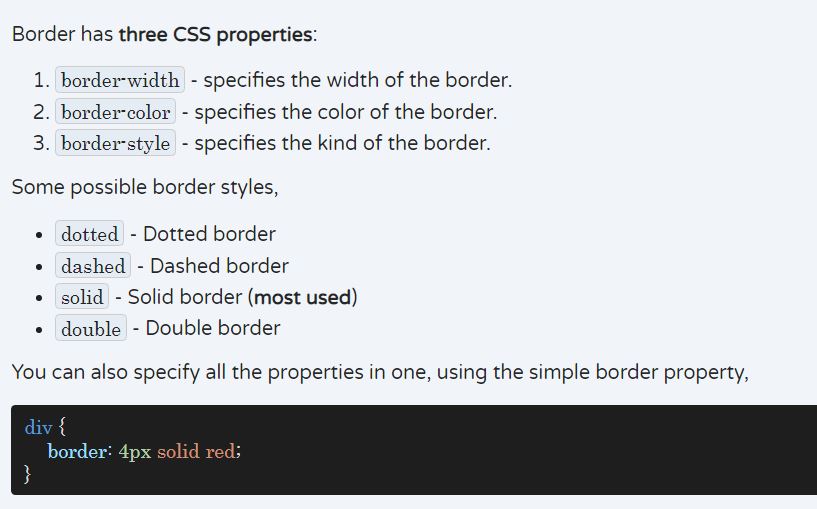 Border has three CSS properties:
1. border-width - specifies the width of the border.
2. border-color - specifies the color of the border.
3. border-style - specifies the kind of the border.
Some possible border styles,
• dotted - Dotted border
• dashed - Dashed border
• solid - Solid border (most used)
• double - Double border
You can also specify all the properties in one, using the simple border property,
div {
border: 4px solid red;
}